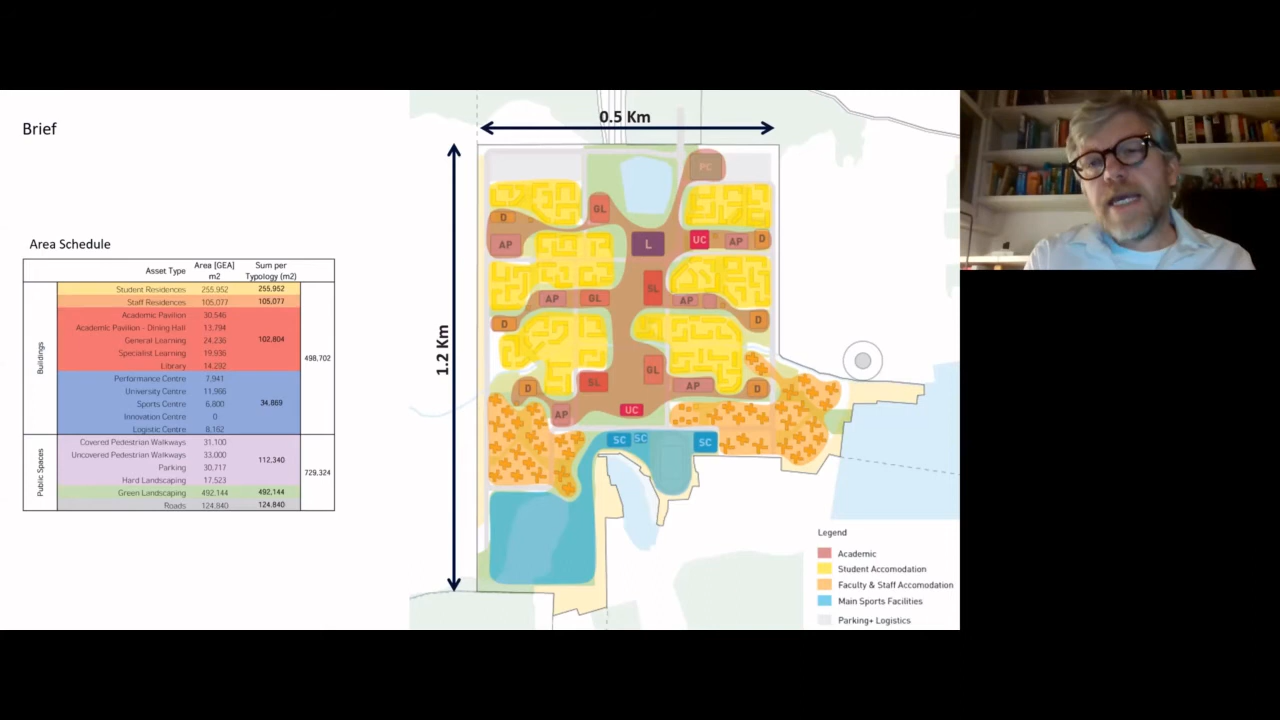 Brief
Area Schedule
Asset Type Area [GEA] m2 Sum per Typology (m2)
Buildings
Student Residences 255.952 255.952
Staff Residences 105,077 105.077
Academic Pavilion 30,546
Academic Pavilion - Dining Hall 13,794
General Learning 24,236 102,804
Specialist Learning 19,936
Library 14,292
498,702
Performance Centre 7,941
University Centre 11,966
Sports Centre 6,800 34,869
Innovation Centre 0
Logistic Centre 8,162
Public Spaces
Covered Pedestrian Walkways 31,100
Uncovered Pedestrian Walkways 33,000
112,340
Parking 30,717
729,324
Hard Landscaping 17,523
Green Landscaping 492,144 492,144
Roads 124,840 124,840
0.5 Km
1.2 Km
PC
GL
D
AP
L
UC
AP
D
SL
AP
GL
AP
D
D
GL
SL
AP
D
D
AP
UC
SC
SC
SC
Legend
Academic
Student Accomodation
Faculty & Staff Accomodation
Main Sports Facilities
Parking+ Logistics